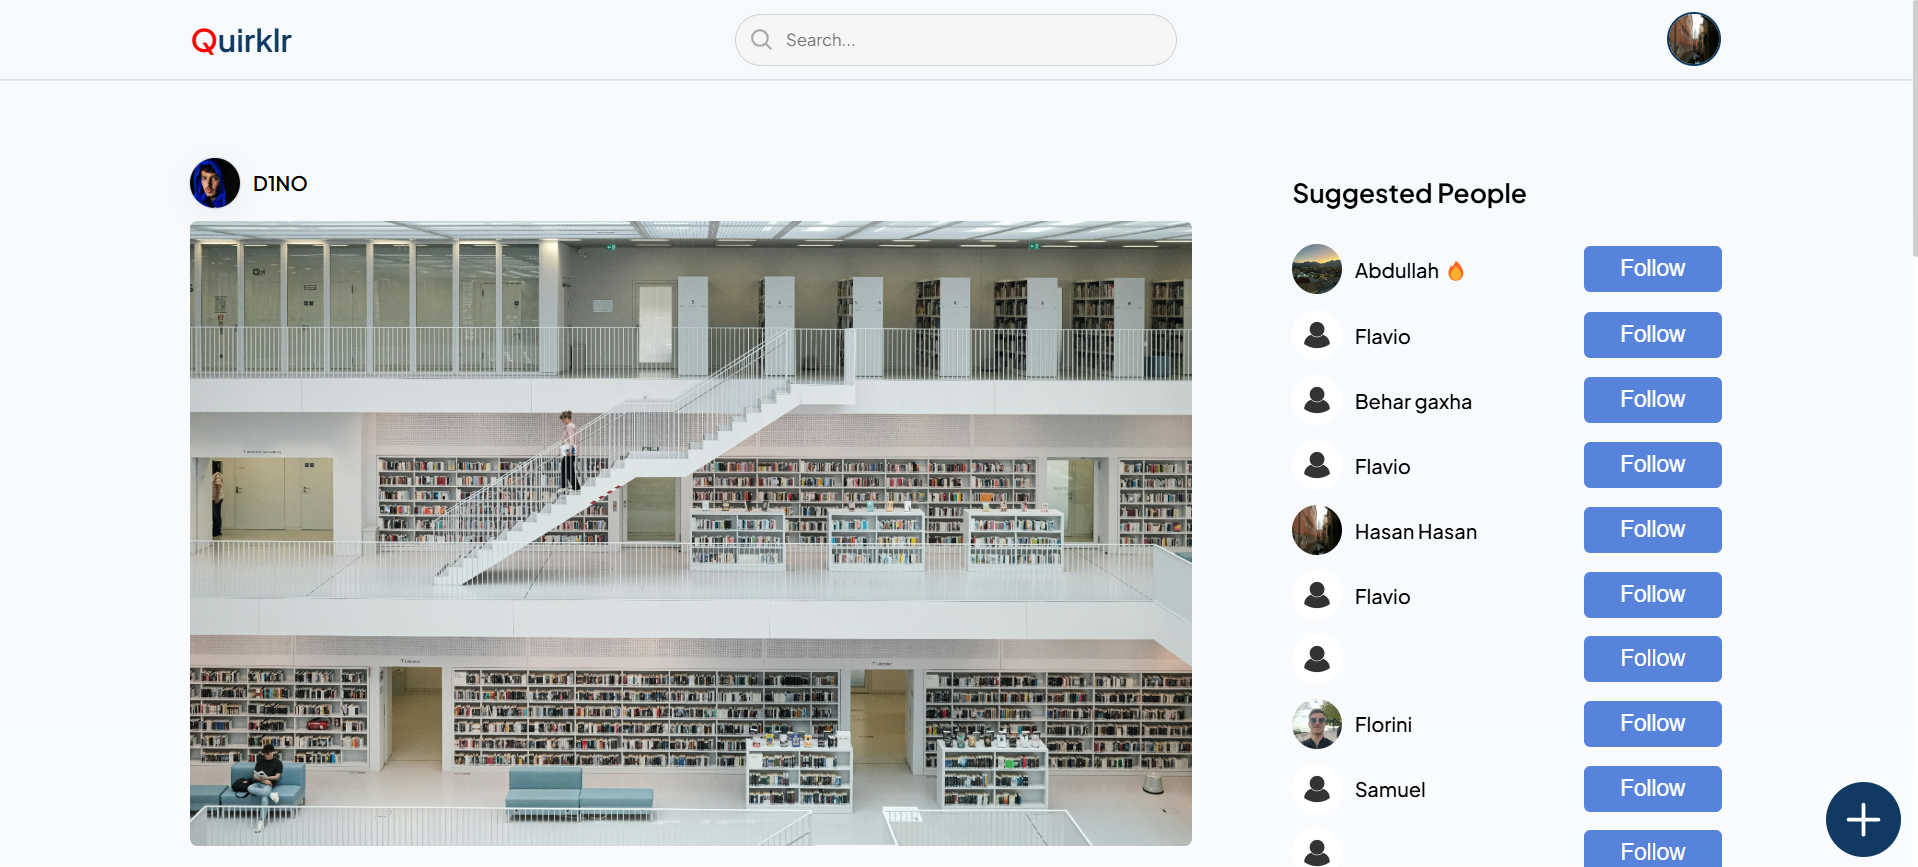 Quirklr
Search...
D1NO
Suggested People
Abdullah 🔥
Follow
Flavio
Follow
Behar gaxha
Follow
Flavio
Follow
Hasan Hasan
Follow
Flavio
Follow
Follow
Florini
Follow
Samuel
Follow
Follow